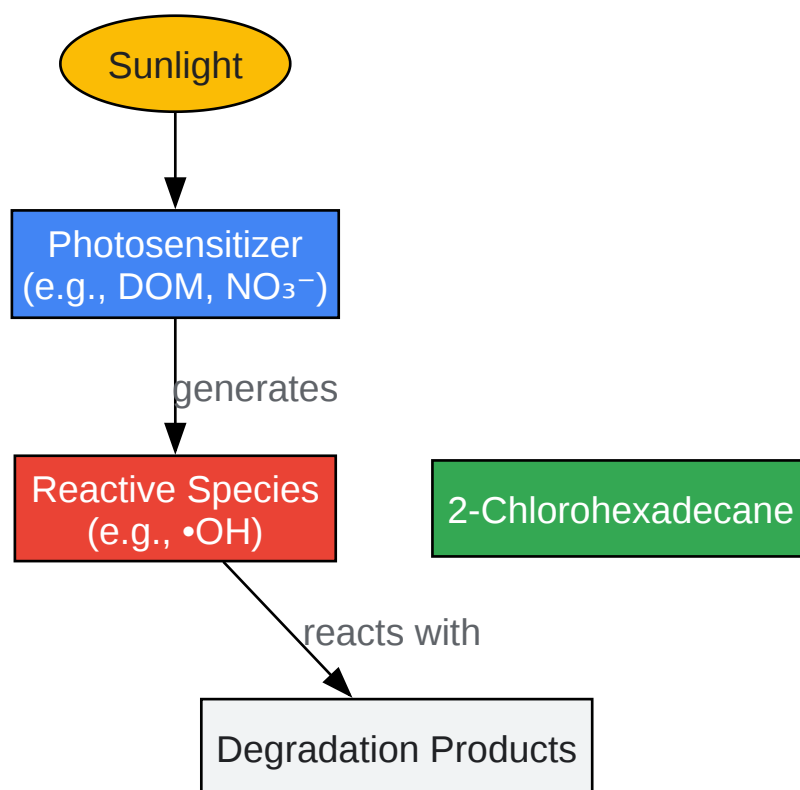 Sunlight
Photosensitizer
(e.g., DOM, NO₃⁻)
generates
Reactive Species
(e.g., •OH)
2-Chlorohexadecane
reacts with
Degradation Products